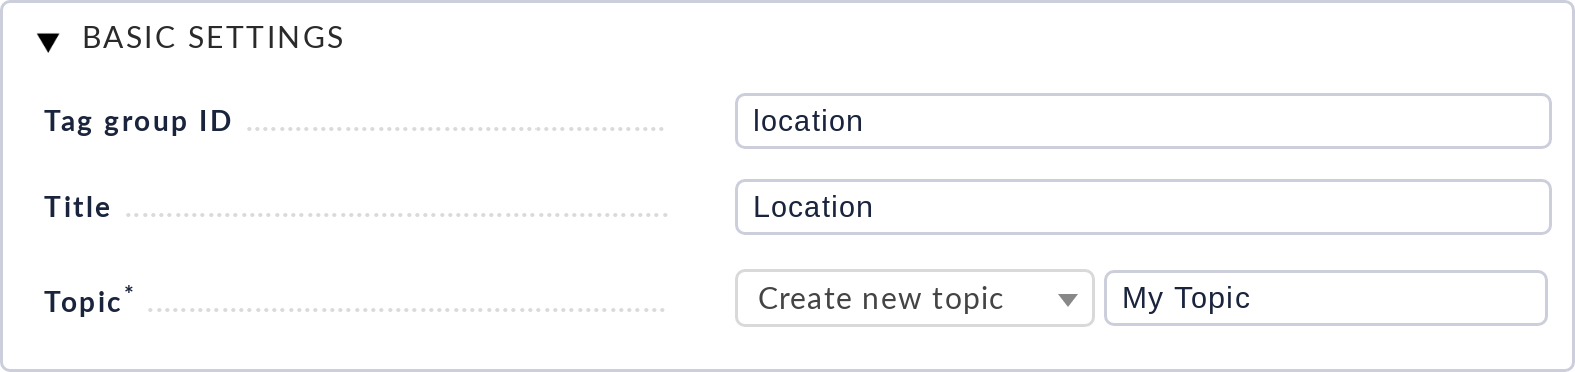 BASIC SETTINGS
Tag group ID location
Title Location
Topic* Create new topic My Topic